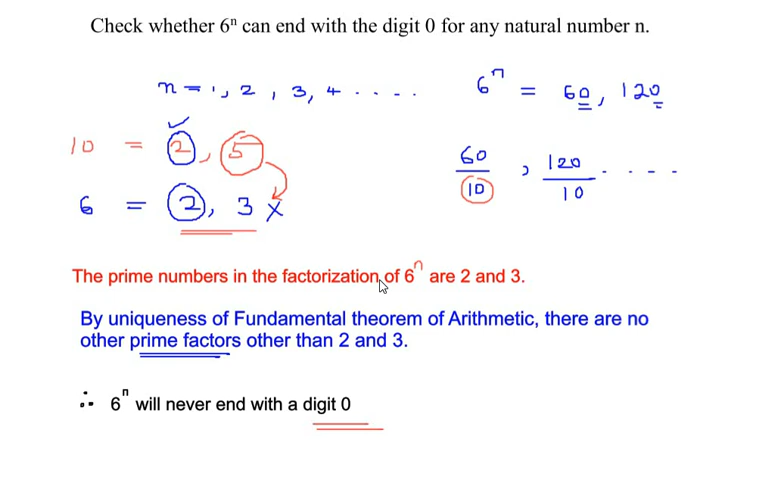 Check whether 6ⁿ can end with the digit 0 for any natural number n.
n = 1, 2, 3, 4 .....
6ⁿ = 60, 120
10 = 2, 5
60/10, 120/10 .....
6 = 2, 3 ×
The prime numbers in the factorization of 6ⁿ are 2 and 3.
By uniqueness of Fundamental theorem of Arithmetic, there are no
other prime factors other than 2 and 3.
∴ 6ⁿ will never end with a digit 0